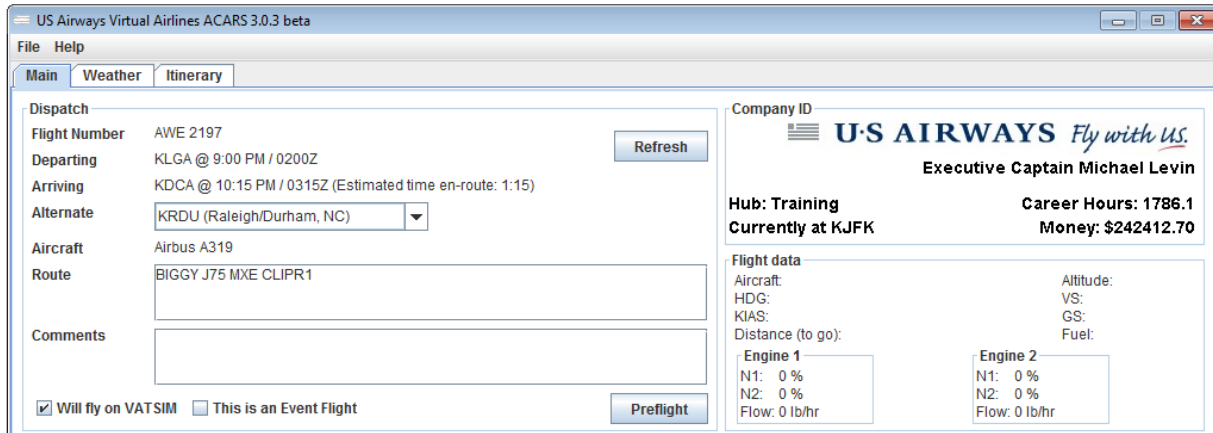 US Airways Virtual Airlines ACARS 3.0.3 beta
File Help
Main Weather Itinerary
Dispatch
Flight Number AWE 2197
Refresh
Departing KLGA @ 9:00 PM / 0200Z
Arriving KDCA @ 10:15 PM / 0315Z (Estimated time en-route: 1:15)
Alternate KRDU (Raleigh/Durham, NC)
Aircraft Airbus A319
Route BIGGY J75 MXE CLIPR1
Comments
Will fly on VATSIM This is an Event Flight Preflight
Company ID
U·S AIRWAYS Fly with us.
Executive Captain Michael Levin
Hub: Training Career Hours: 1786.1
Currently at KJFK Money: $242412.70
Flight data
Aircraft: Altitude:
HDG: VS:
KIAS: GS:
Distance (to go): Fuel:
Engine 1 Engine 2
N1: 0 % N1: 0 %
N2: 0 % N2: 0 %
Flow: 0 lb/hr Flow: 0 lb/hr